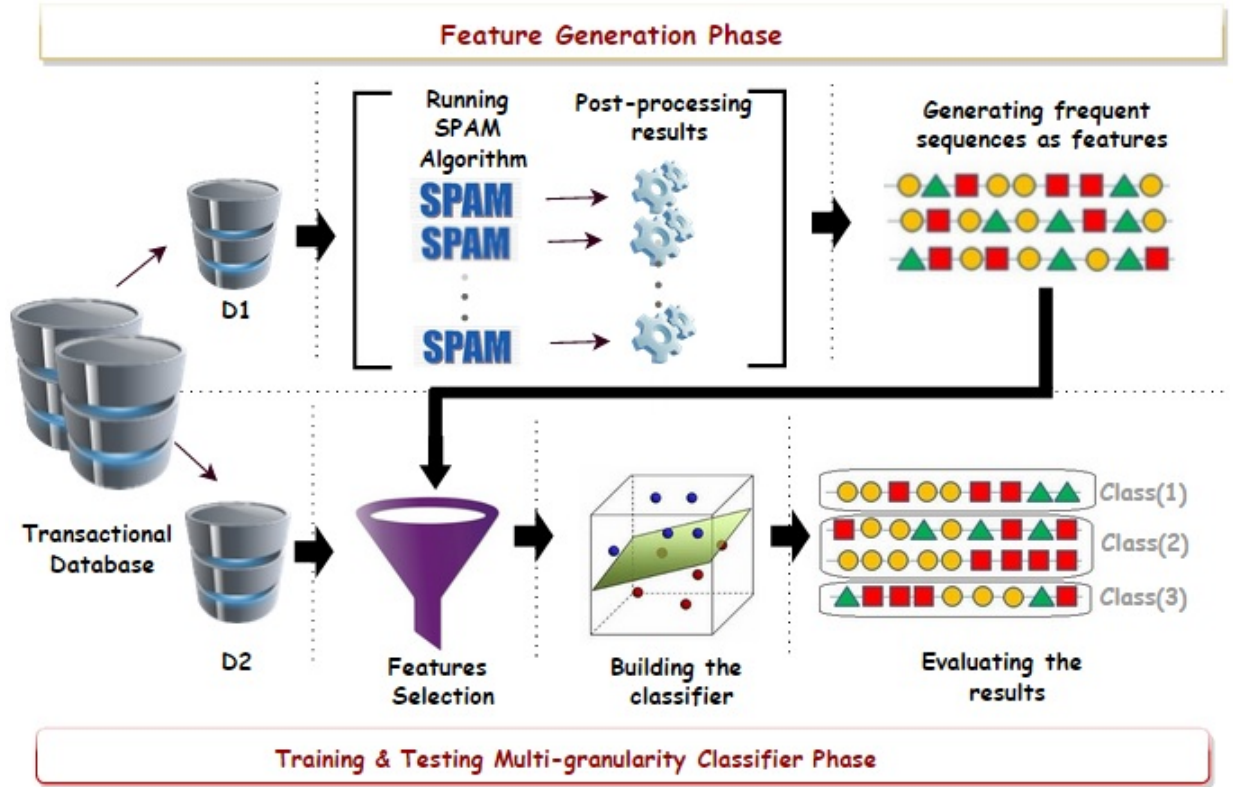 Feature Generation Phase
Running
SPAM
Algorithm
SPAM
SPAM
SPAM
Post-processing
results
Generating frequent
sequences as features
D1
Transactional
Database
D2
Features
Selection
Building the
classifier
Class(1)
Class(2)
Class(3)
Evaluating the
results
Training & Testing Multi-granularity Classifier Phase